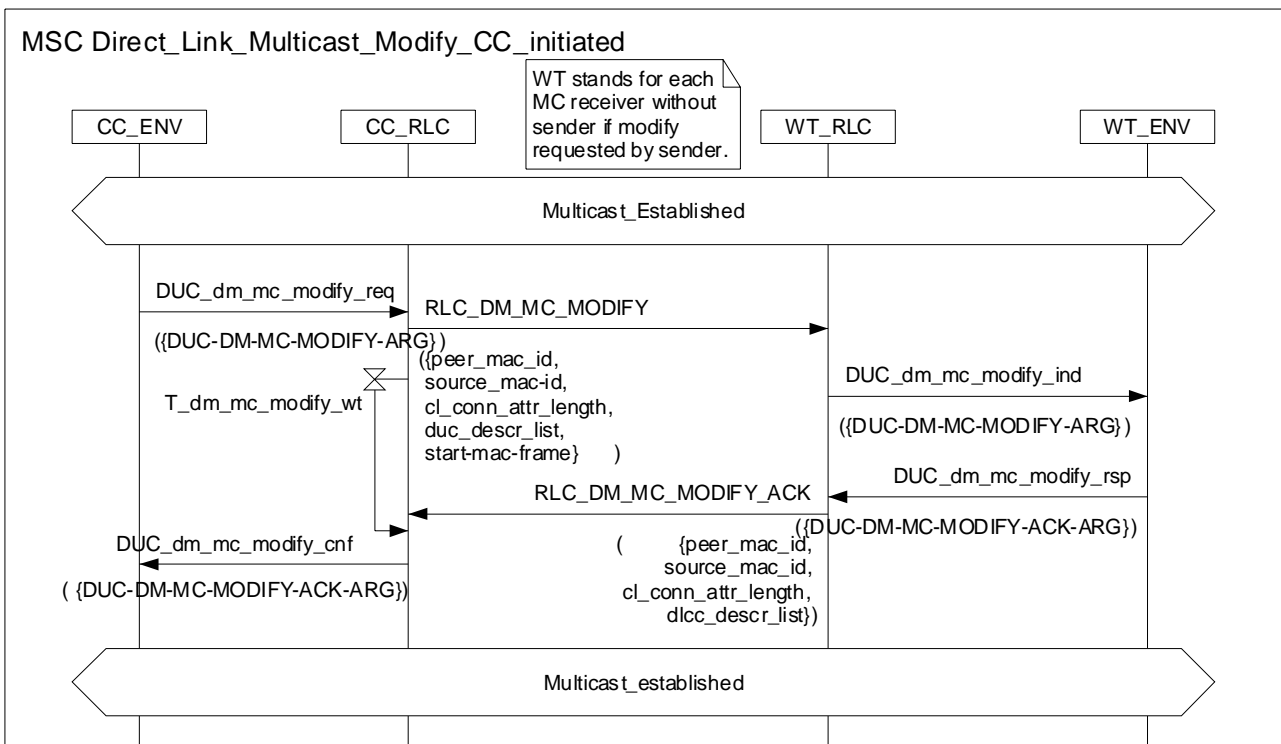 MSC Direct_Link_Multicast_Modify_CC_initiated
WT stands for each
MC receiver without
sender if modify
requested by sender.
CC_ENV
CC_RLC
WT_RLC
WT_ENV
Multicast_Established
DUC_dm_mc_modify_req
({DUC-DM-MC-MODIFY-ARG})
RLC_DM_MC_MODIFY
({peer_mac_id,
source_mac-id,
cl_conn_attr_length,
duc_descr_list,
start-mac-frame} )
T_dm_mc_modify_wt
DUC_dm_mc_modify_ind
({DUC-DM-MC-MODIFY-ARG})
DUC_dm_mc_modify_rsp
({DUC-DM-MC-MODIFY-ACK-ARG})
RLC_DM_MC_MODIFY_ACK
( {peer_mac_id,
source_mac_id,
cl_conn_attr_length,
dlcc_descr_list})
DUC_dm_mc_modify_cnf
( {DUC-DM-MC-MODIFY-ACK-ARG})
Multicast_established